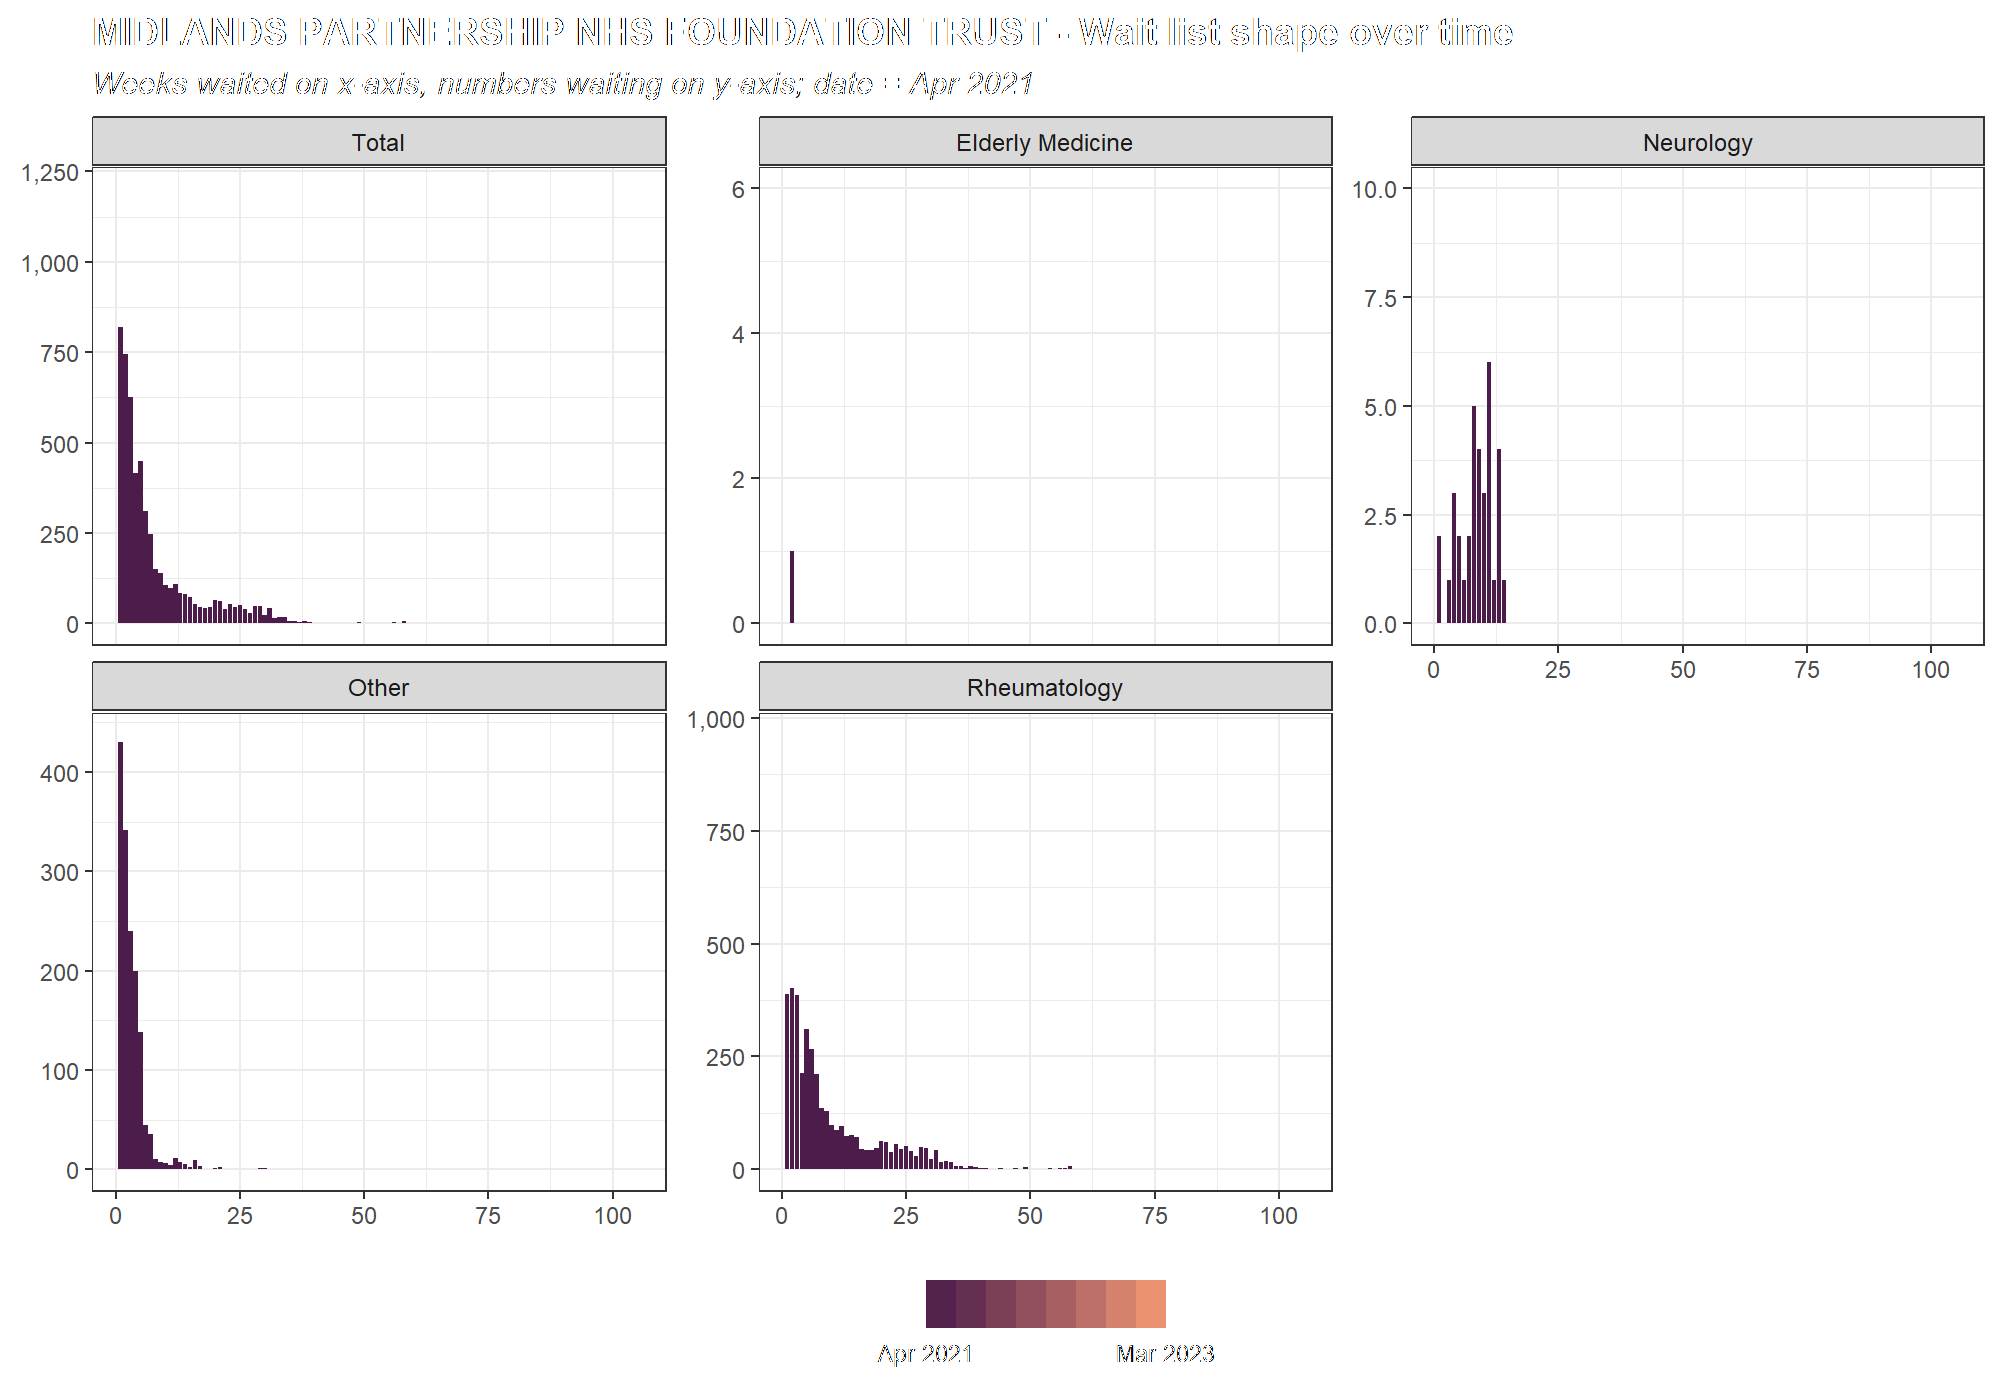 MIDLANDS PARTNERSHIP NHS FOUNDATION TRUST - Wait list shape over time
Weeks waited on x-axis, numbers waiting on y-axis; date = Apr 2021
Total
Elderly Medicine
Neurology
1,250
1,000
750
500
250
0
6
4
2
0
10.0
7.5
5.0
2.5
0.0
0 25 50 75 100
Other
Rheumatology
400
300
200
100
0
0 25 50 75 100
1,000
750
500
250
0
0 25 50 75 100
Apr 2021 Mar 2023